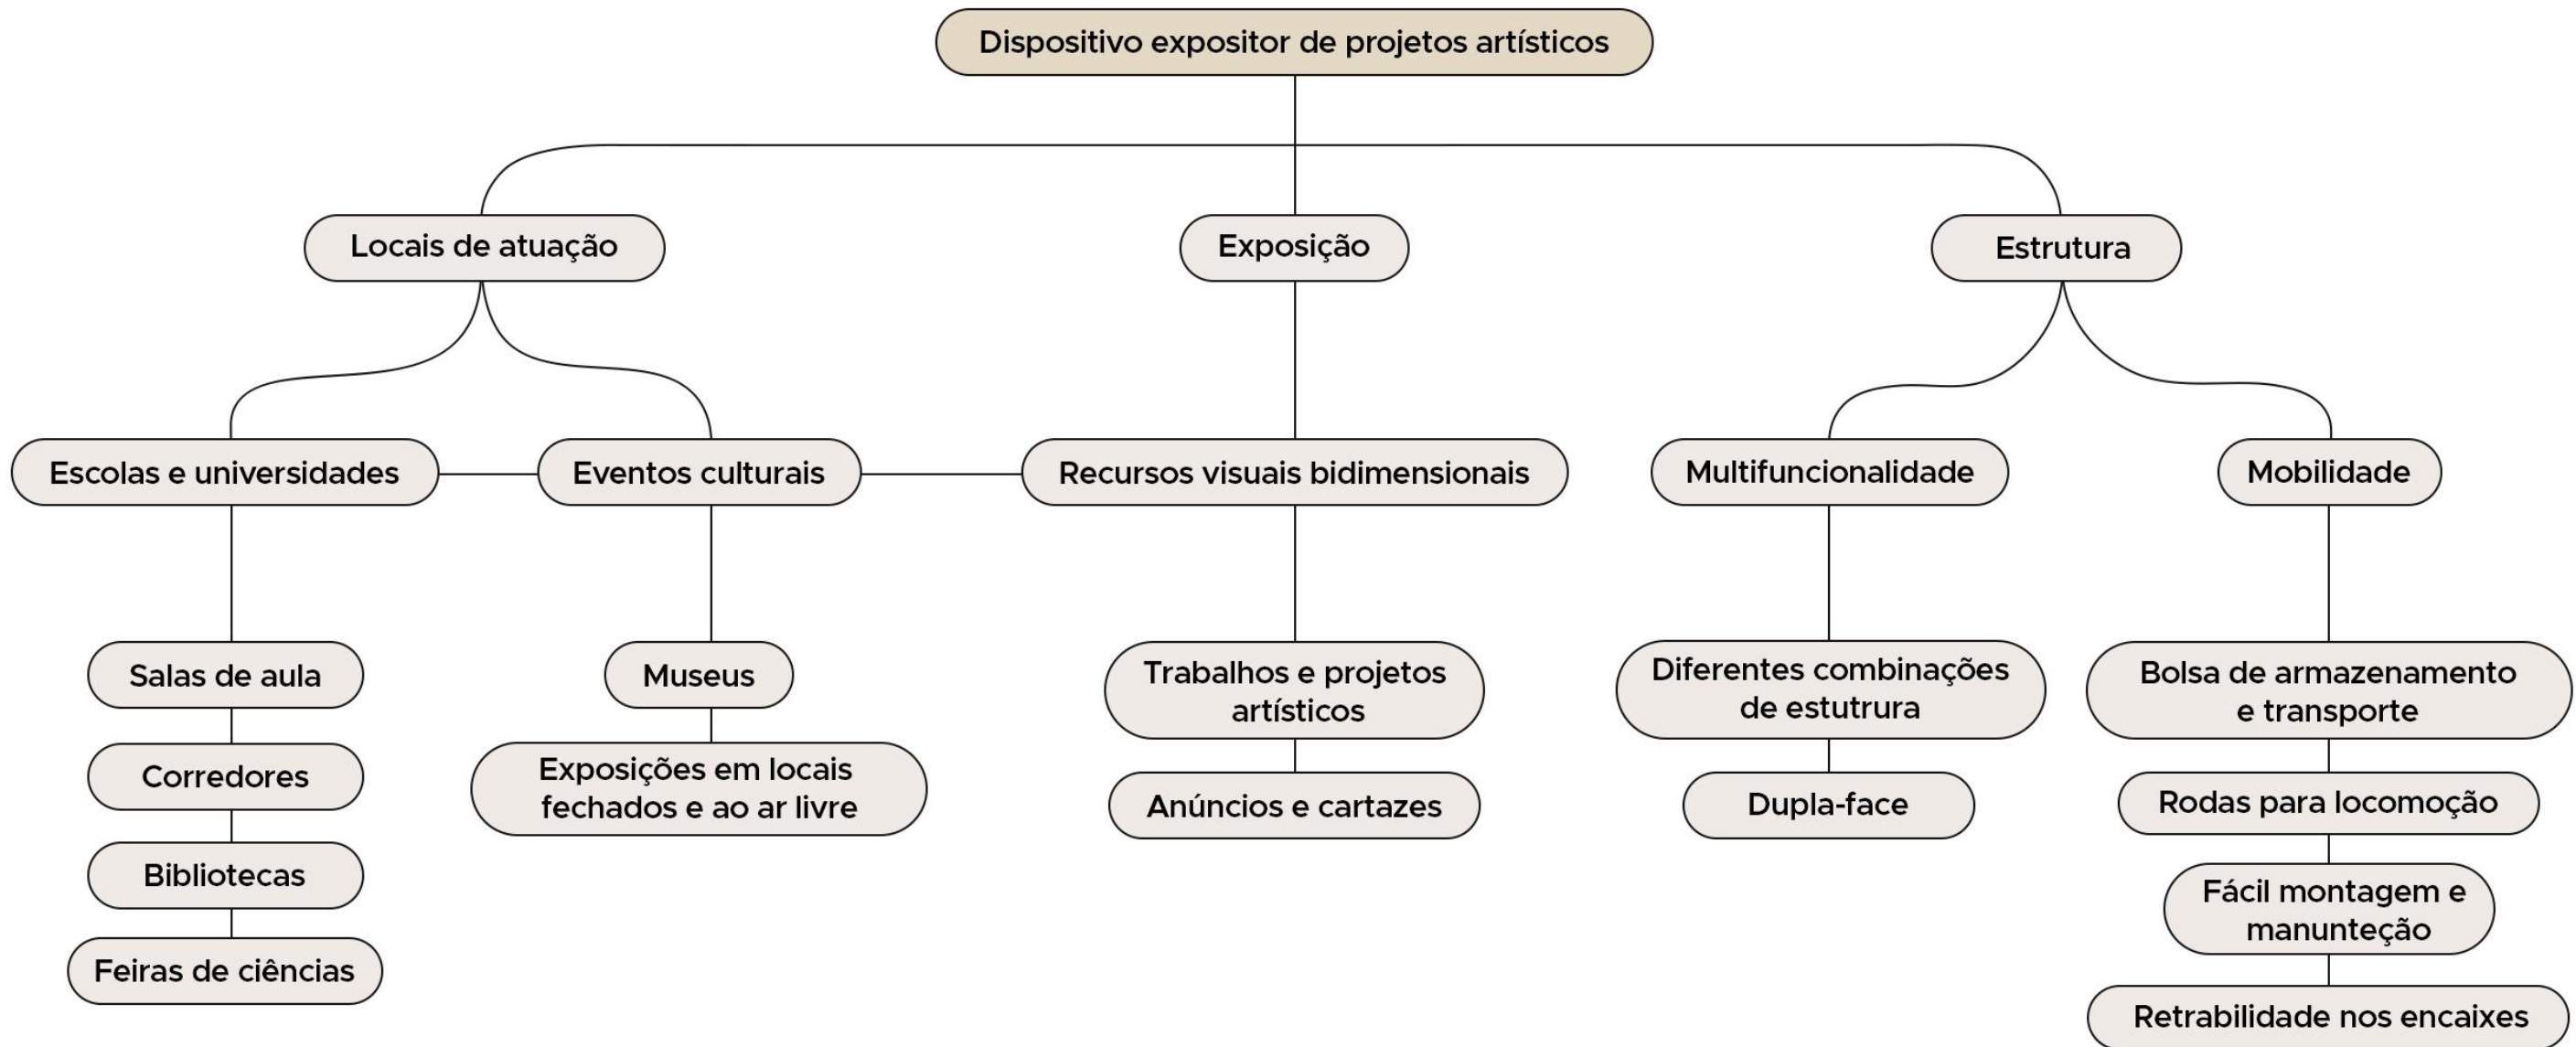 Dispositivo expositor de projetos artísticos
Locais de atuação
Exposição
Estrutura
Escolas e universidades
Eventos culturais
Recursos visuais bidimensionais
Multifuncionalidade
Mobilidade
Salas de aula
Corredores
Bibliotecas
Feiras de ciências
Museus
Exposições em locais
fechados e ao ar livre
Trabalhos e projetos
artísticos
Anúncios e cartazes
Diferentes combinações
de estutrura
Dupla-face
Bolsa de armazenamento
e transporte
Rodas para locomoção
Fácil montagem e
manunteção
Retrabilidade nos encaixes